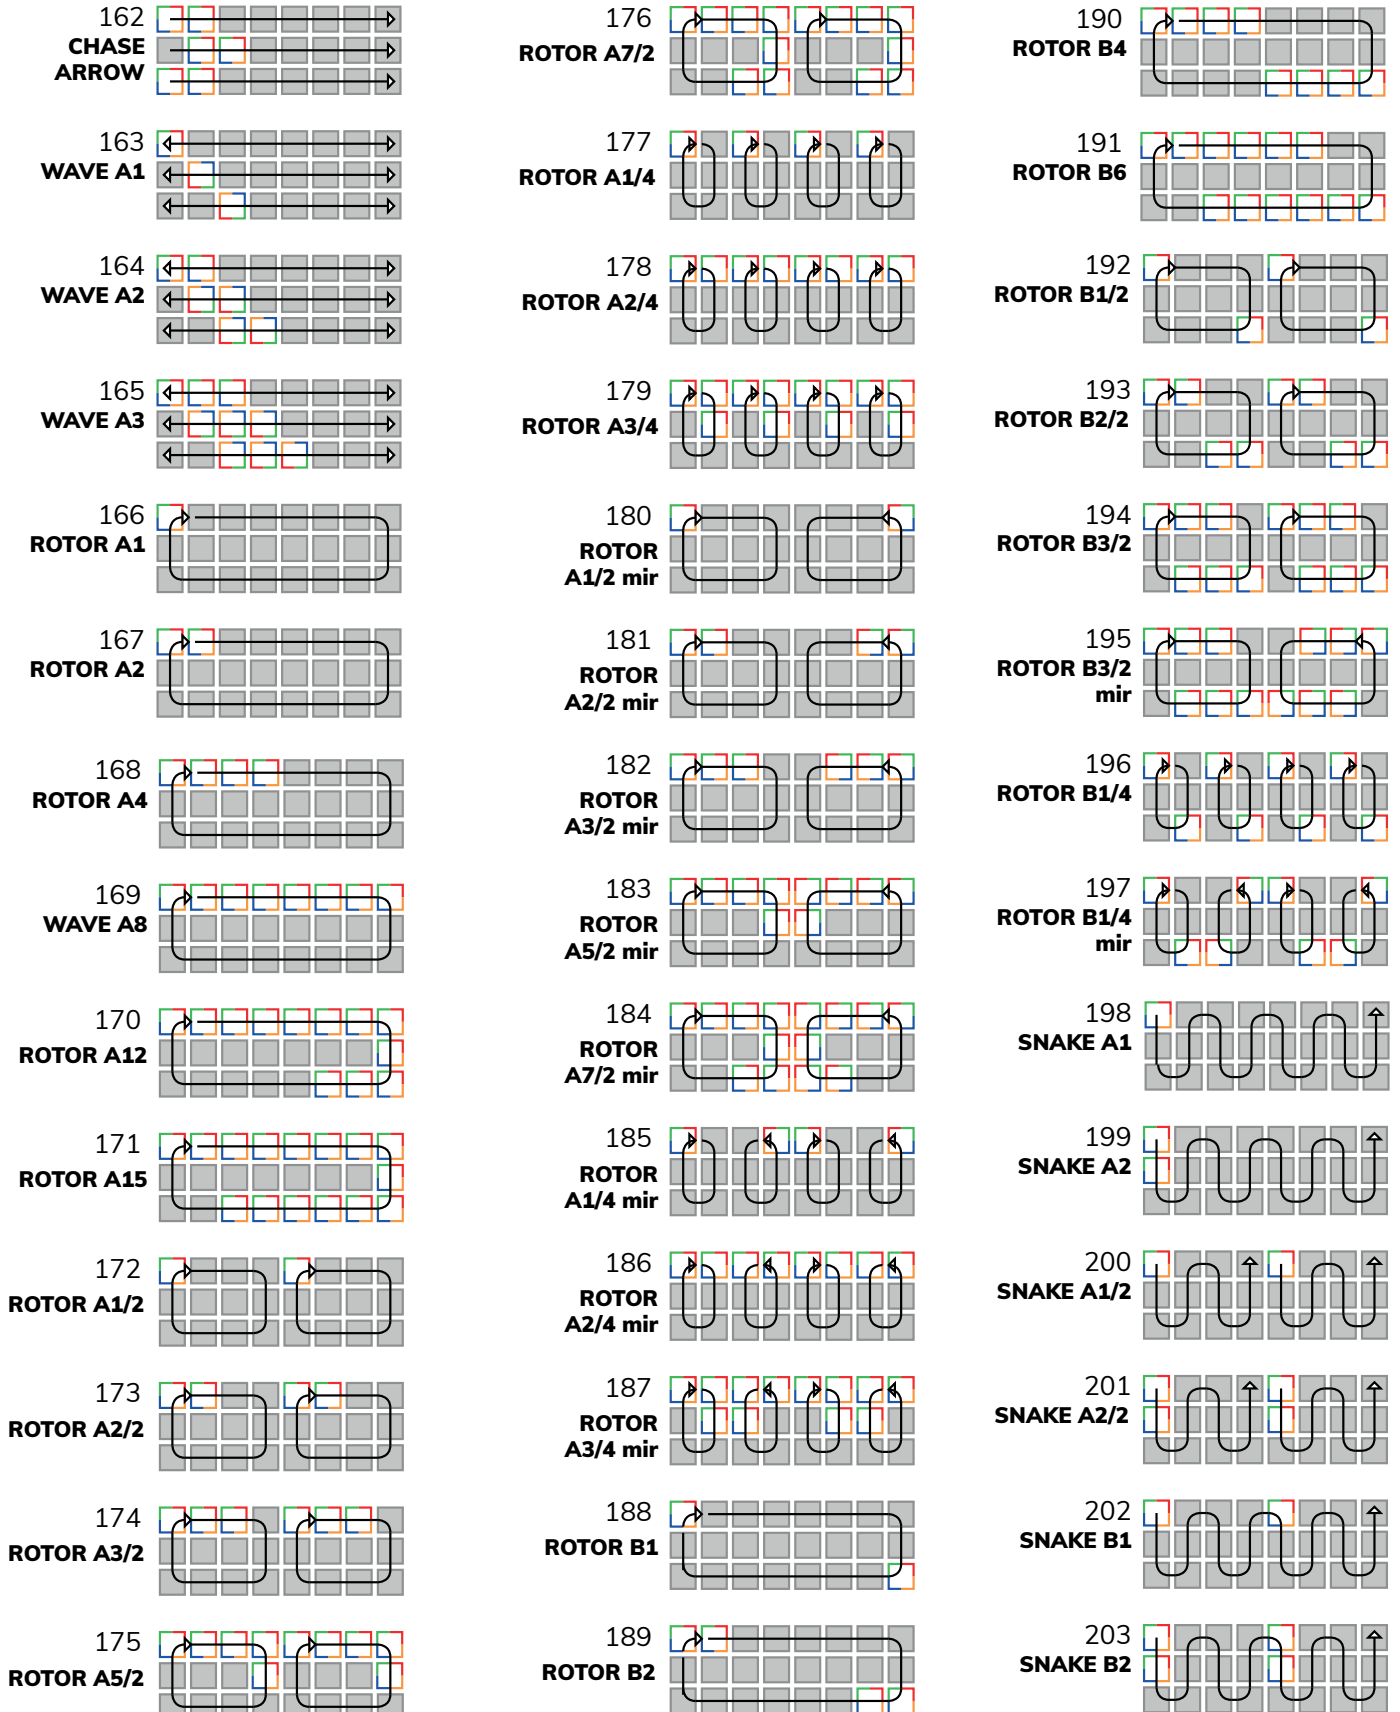 162
CHASE
ARROW
163
WAVE A1
164
WAVE A2
165
WAVE A3
166
ROTOR A1
167
ROTOR A2
168
ROTOR A4
169
WAVE A8
170
ROTOR A12
171
ROTOR A15
172
ROTOR A1/2
173
ROTOR A2/2
174
ROTOR A3/2
175
ROTOR A5/2
176
ROTOR A7/2
177
ROTOR A1/4
178
ROTOR A2/4
179
ROTOR A3/4
180
ROTOR
A1/2 mir
181
ROTOR
A2/2 mir
182
ROTOR
A3/2 mir
183
ROTOR
A5/2 mir
184
ROTOR
A7/2 mir
185
ROTOR
A1/4 mir
186
ROTOR
A2/4 mir
187
ROTOR
A3/4 mir
188
ROTOR B1
189
ROTOR B2
190
ROTOR B4
191
ROTOR B6
192
ROTOR B1/2
193
ROTOR B2/2
194
ROTOR B3/2
195
ROTOR B3/2
mir
196
ROTOR B1/4
197
ROTOR B1/4
mir
198
SNAKE A1
199
SNAKE A2
200
SNAKE A1/2
201
SNAKE A2/2
202
SNAKE B1
203
SNAKE B2